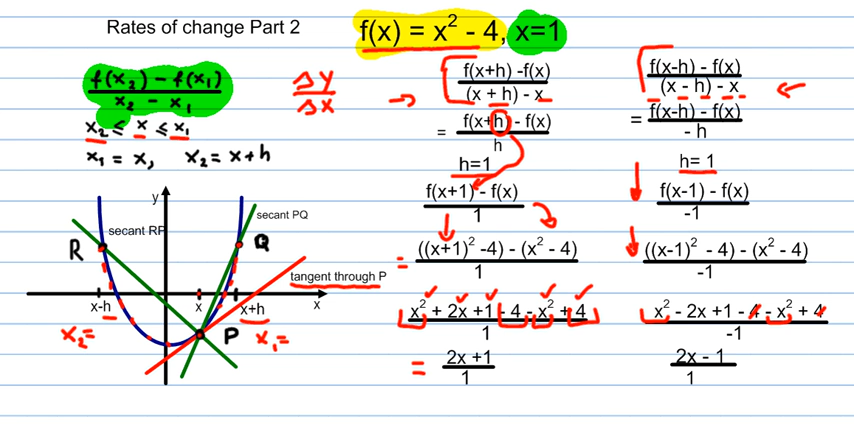 Rates of change Part 2
f(x) = x² - 4, x=1
f(x₂) - f(x₁)
x₂ - x₁
ΔY
ΔX
x₂ ≤ x ≤ x₁
x₁ = x, x₂ = x+h
y
secant RP
secant PQ
R
Q
tangent through P
x-h
x
x+h
x
x₂=
P
x₁=
f(x+h) -f(x)
(x + h) - x
= f(x+h) - f(x)
h
h=1
f(x+1) - f(x)
1
= ((x+1)² -4) - (x² - 4)
1
x² + 2x +1 - 4 - x² + 4
1
= 2x +1
1
f(x-h) - f(x)
(x - h) - x
= f(x-h) - f(x)
- h
h= 1
f(x-1) - f(x)
-1
((x-1)² - 4) - (x² - 4)
-1
x² - 2x +1 - 4 - x² + 4
-1
2x - 1
1